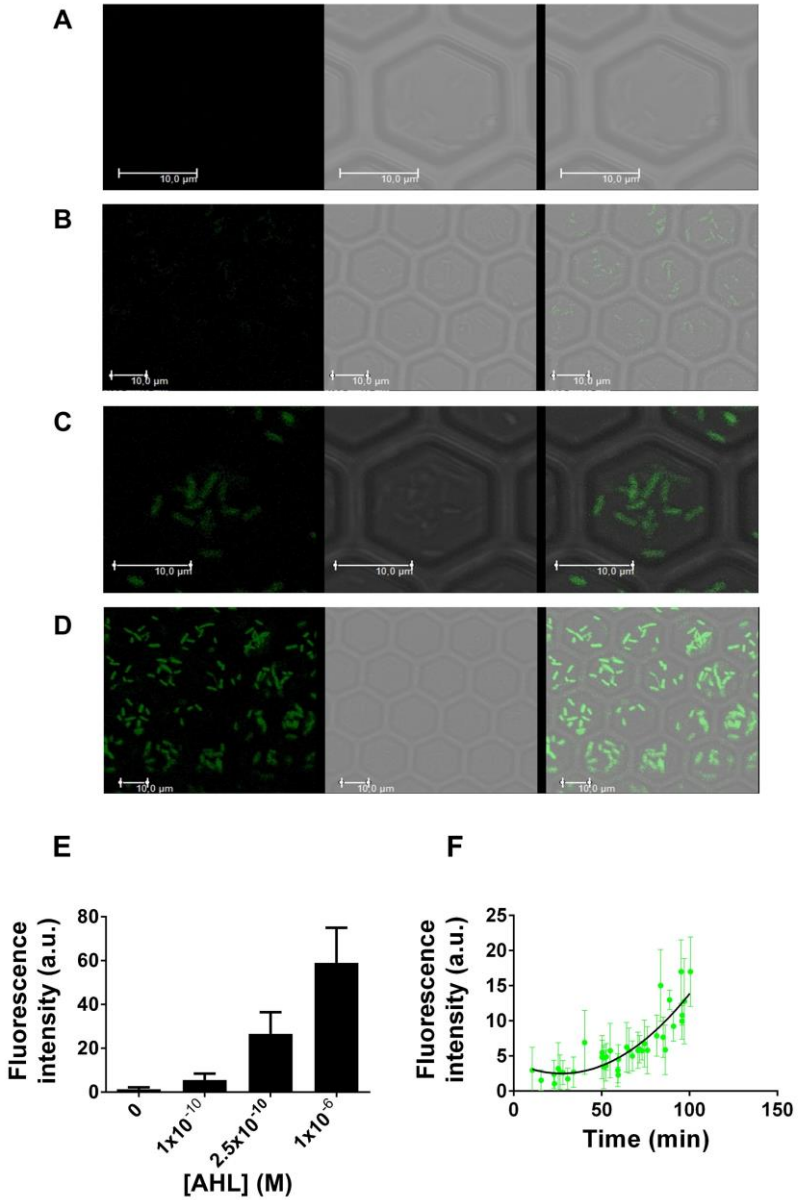 A
10,0 µm
10,0 µm
10,0 µm
B
10,0 µm
10,0 µm
10,0 µm
C
10,0 µm
10,0 µm
10,0 µm
D
10,0 µm
10,0 µm
10,0 µm
E
Fluorescence
intensity (a.u.)
80
60
40
20
0
0
1x10⁻¹⁰
2.5x10⁻¹⁰
1x10⁻⁶
[AHL] (M)
F
Fluorescence
intensity (a.u.)
25
20
15
10
5
0
0
50
100
150
Time (min)